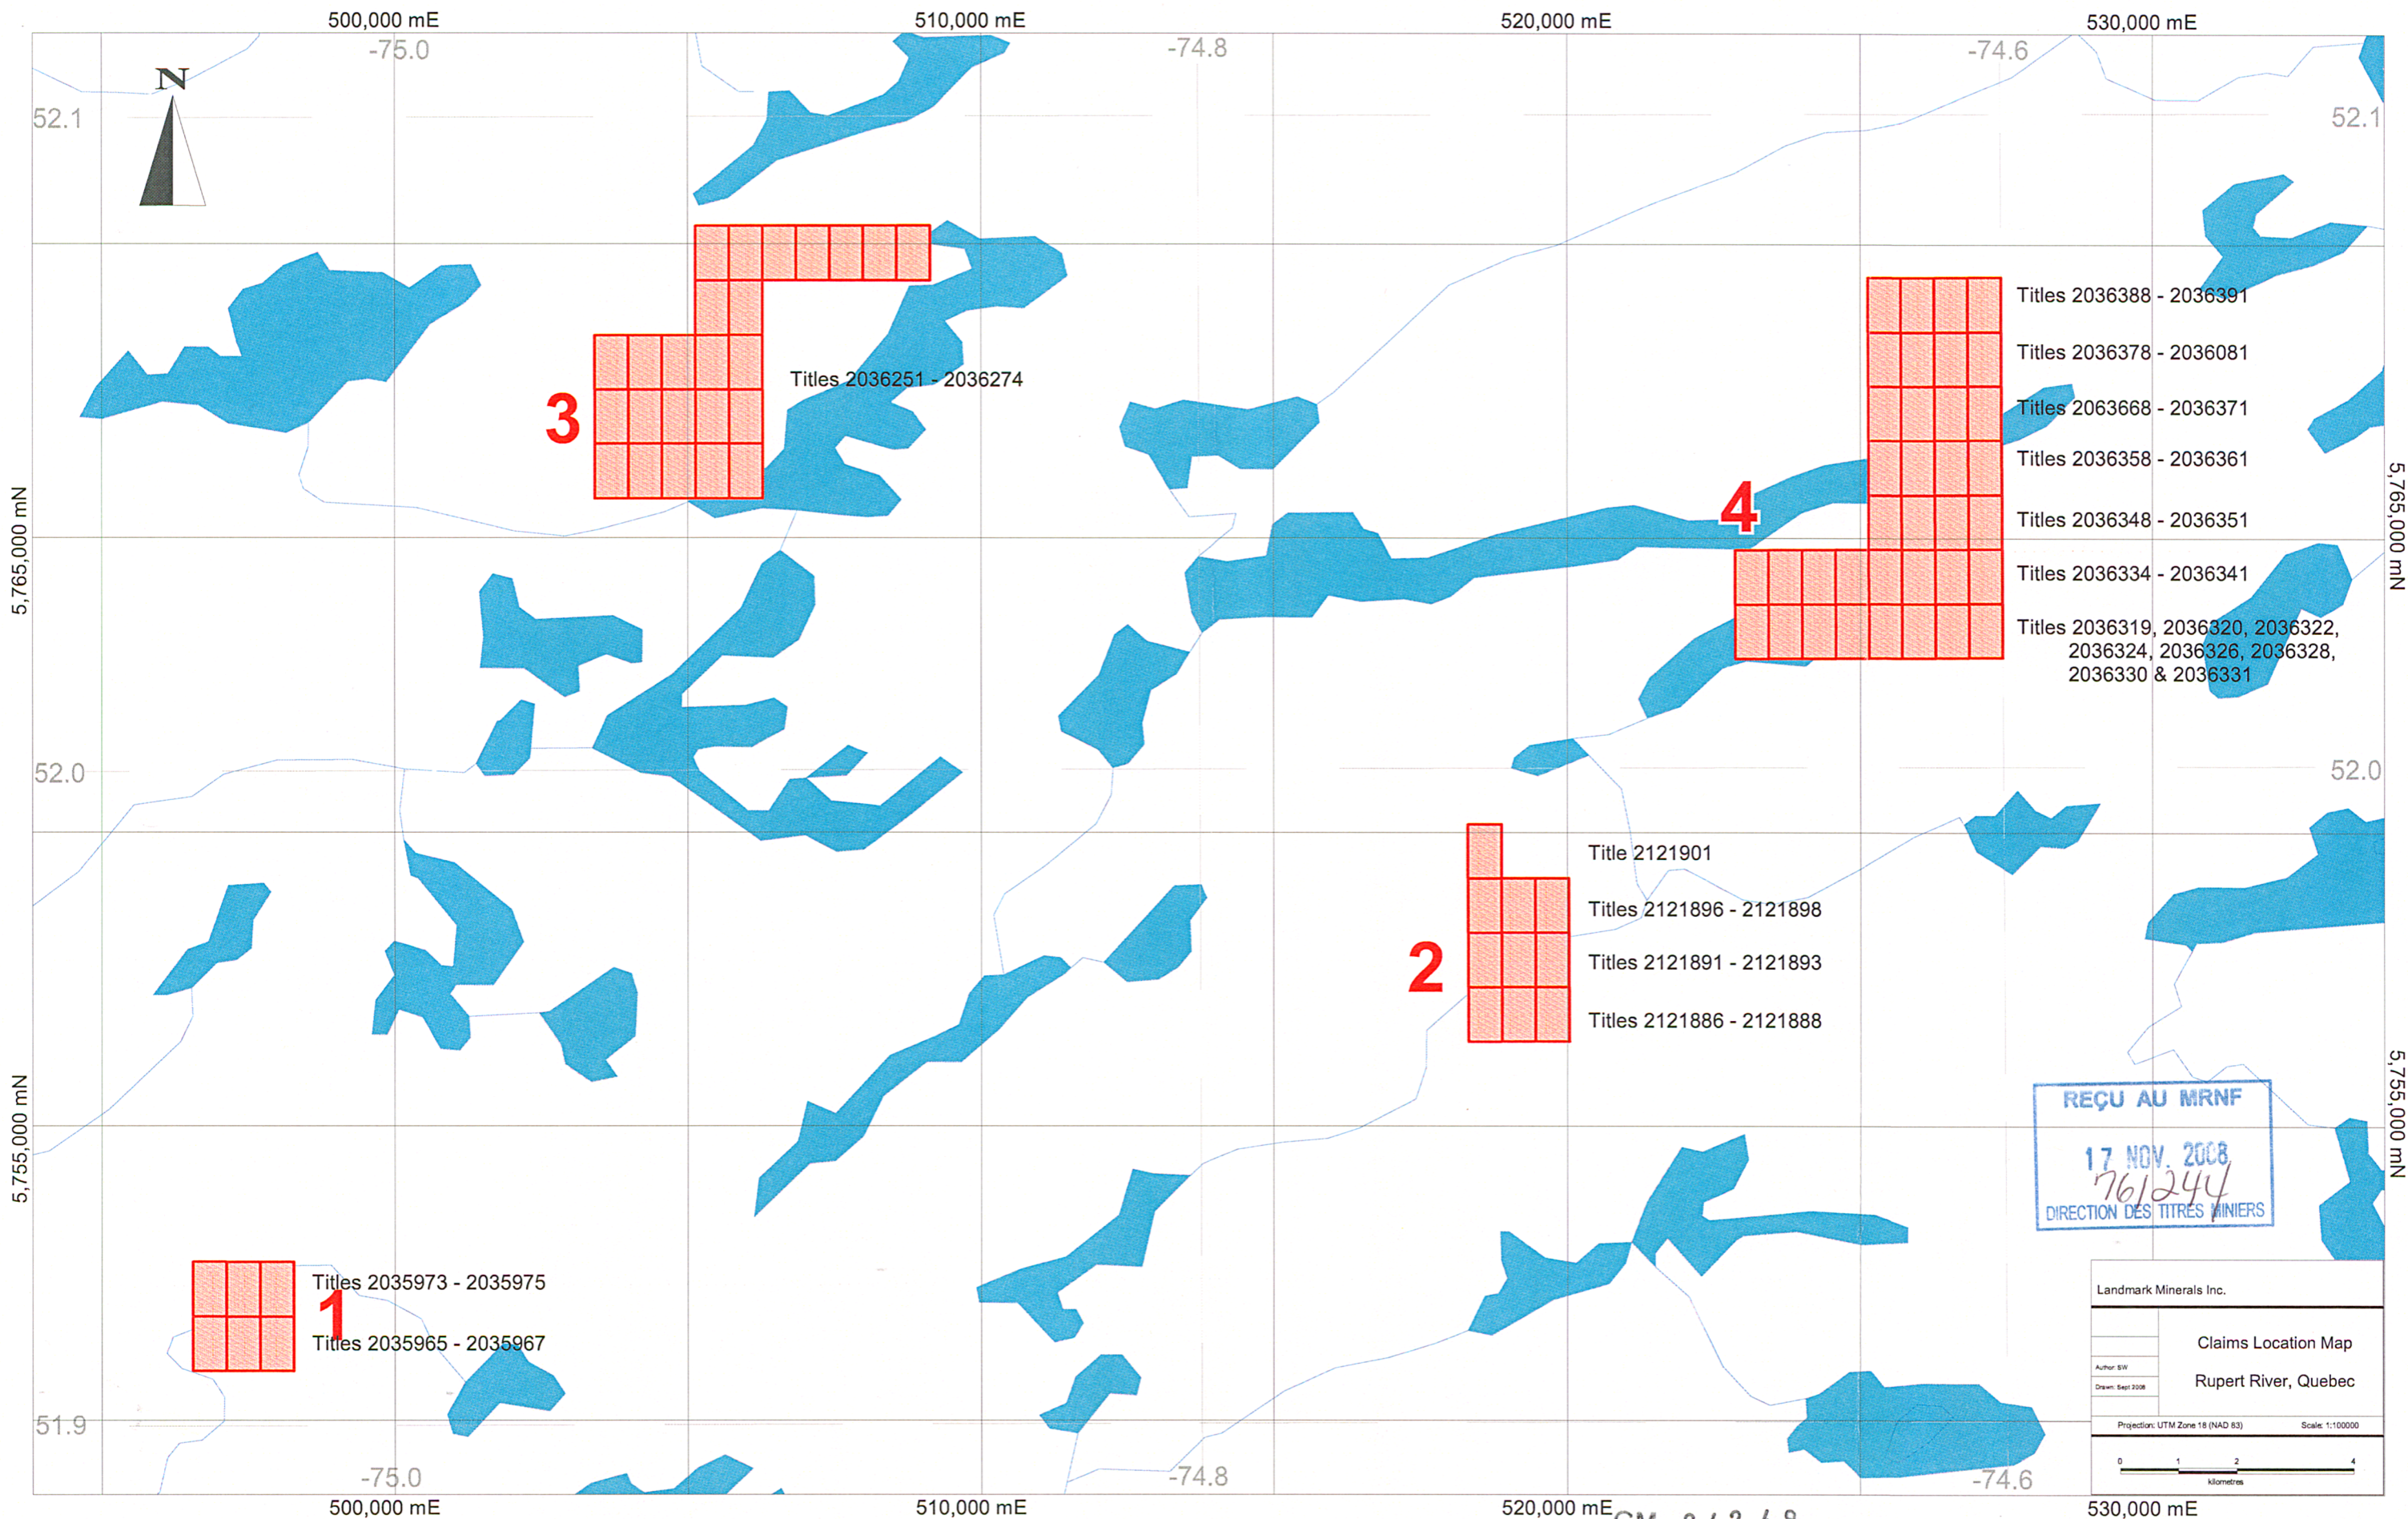 500,000 mE
510,000 mE
520,000 mE
530,000 mE
-75.0
-74.8
-74.6
N
52.1
52.1
Titles 2036388 - 2036391
Titles 2036378 - 2036081
3
Titles 2036251 - 2036274
Titles 2063668 - 2036371
Titles 2036358 - 2036361
4
Titles 2036348 - 2036351
5,765,000 mN
5,765,000 mN
Titles 2036334 - 2036341
Titles 2036319, 2036320, 2036322,
2036324, 2036326, 2036328,
2036330 & 2036331
52.0
52.0
Title 2121901
Titles 2121896 - 2121898
2
Titles 2121891 - 2121893
Titles 2121886 - 2121888
5,755,000 mN
5,755,000 mN
REÇU AU MRNF
17 NOV. 2008
761244
DIRECTION DES TITRES MINIERS
Titles 2035973 - 2035975
1
Titles 2035965 - 2035967
Landmark Minerals Inc.
Claims Location Map
Author: SW
Rupert River, Quebec
Drawn: Sept 2008
Projection: UTM Zone 18 (NAD 83)
Scale: 1:100000
0 1 2 4
kilometres
51.9
-75.0
-74.8
-74.6
500,000 mE
510,000 mE
520,000 mE
530,000 mE